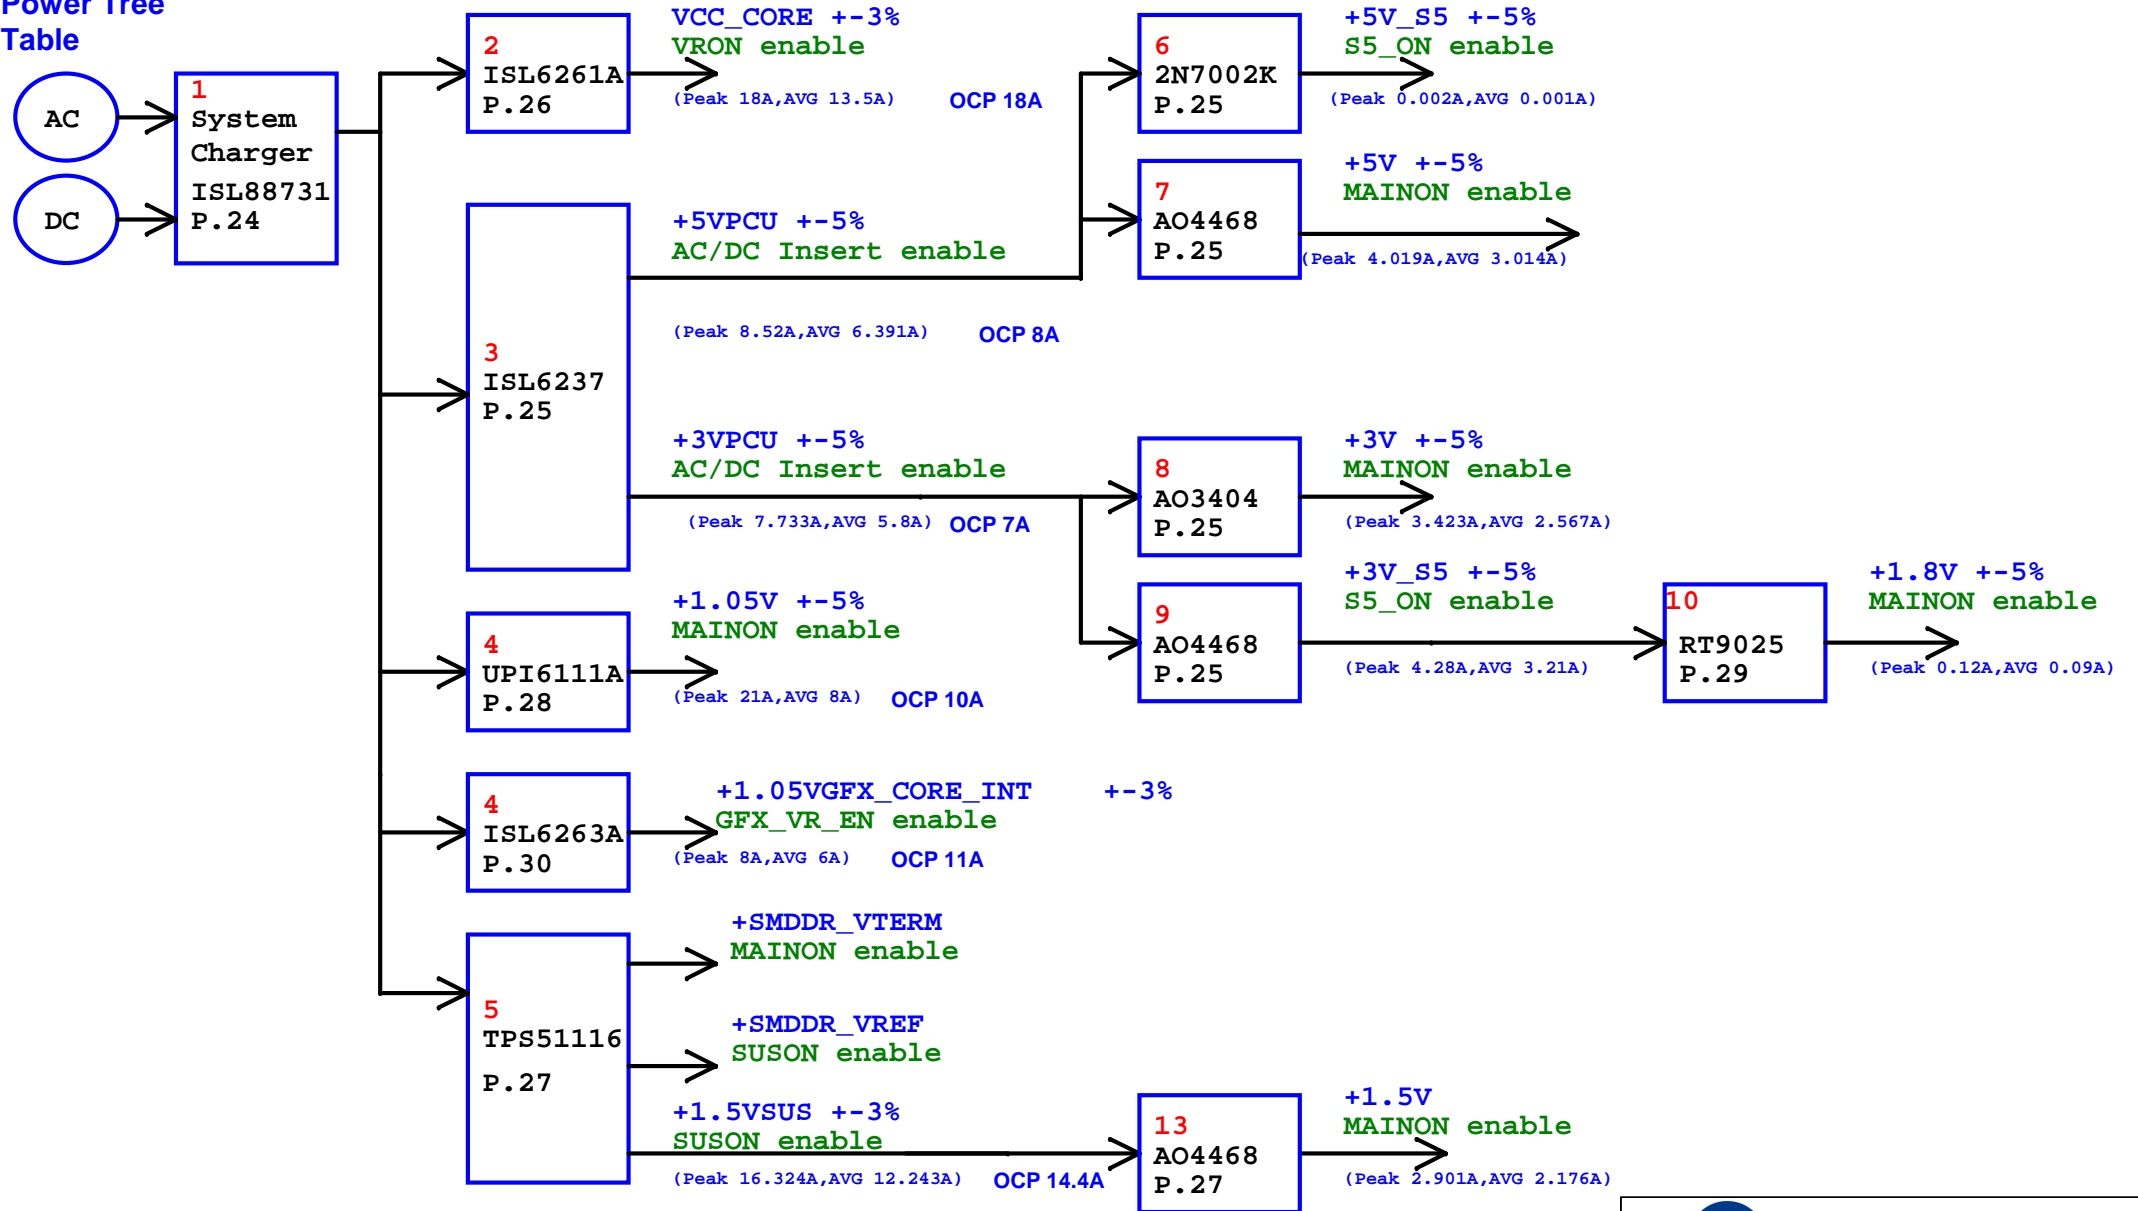 Power Tree
Table
AC
DC
1
System
Charger
ISL88731
P.24
2
ISL6261A
P.26
VCC_CORE +-3%
VRON enable
(Peak 18A,AVG 13.5A)
OCP 18A
3
ISL6237
P.25
+5VPCU +-5%
AC/DC Insert enable
(Peak 8.52A,AVG 6.391A)
OCP 8A
+3VPCU +-5%
AC/DC Insert enable
(Peak 7.733A,AVG 5.8A)
OCP 7A
4
UPI6111A
P.28
+1.05V +-5%
MAINON enable
(Peak 21A,AVG 8A)
OCP 10A
4
ISL6263A
P.30
+1.05VGFX_CORE_INT +-3%
GFX_VR_EN enable
(Peak 8A,AVG 6A)
OCP 11A
5
TPS51116
P.27
+SMDDR_VTERM
MAINON enable
+SMDDR_VREF
SUSON enable
+1.5VSUS +-3%
SUSON enable
(Peak 16.324A,AVG 12.243A)
OCP 14.4A
6
2N7002K
P.25
+5V_S5 +-5%
S5_ON enable
(Peak 0.002A,AVG 0.001A)
7
AO4468
P.25
+5V +-5%
MAINON enable
(Peak 4.019A,AVG 3.014A)
8
AO3404
P.25
+3V +-5%
MAINON enable
(Peak 3.423A,AVG 2.567A)
9
AO4468
P.25
+3V_S5 +-5%
S5_ON enable
(Peak 4.28A,AVG 3.21A)
10
RT9025
P.29
+1.8V +-5%
MAINON enable
(Peak 0.12A,AVG 0.09A)
13
AO4468
P.27
+1.5V
MAINON enable
(Peak 2.901A,AVG 2.176A)